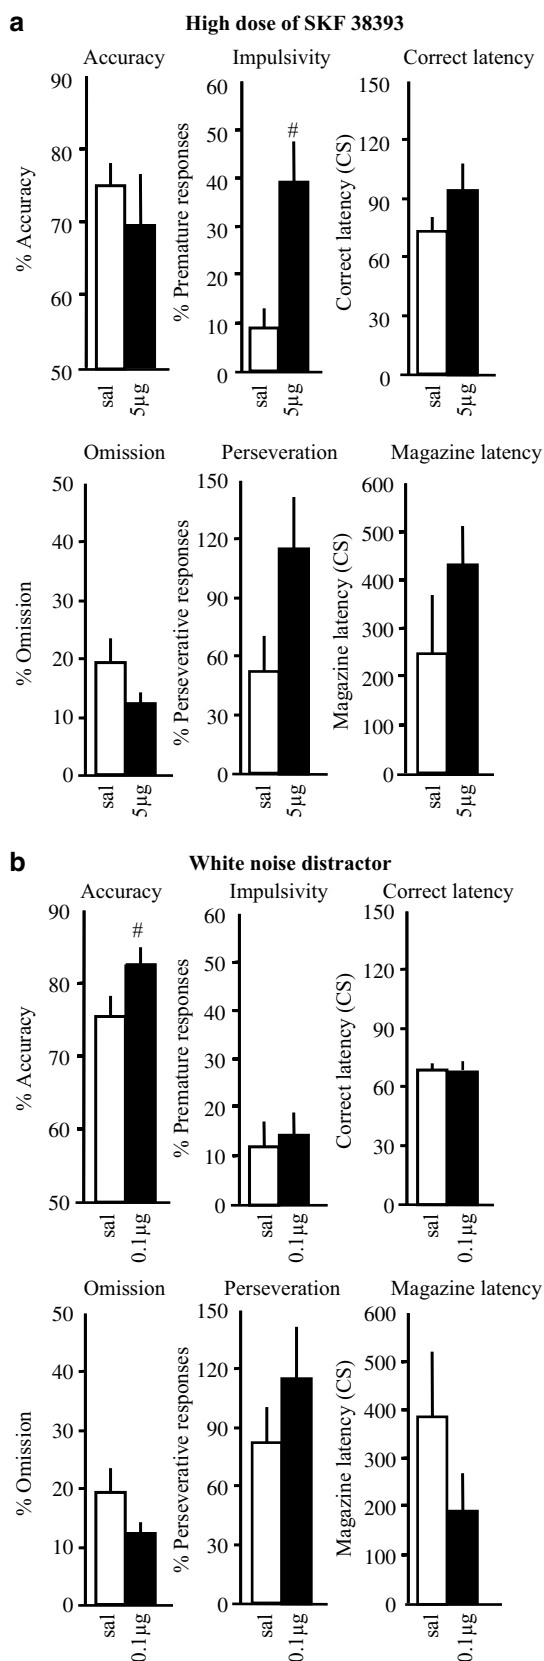 a High dose of SKF 38393
Accuracy Impulsivity Correct latency
% Accuracy
90
80
70
60
50
sal 5µg
% Premature responses
60
50
40
30
20
10
0
#
sal 5µg
Correct latency (CS)
150
120
90
60
30
0
sal 5µg
Omission Perseveration Magazine latency
% Omission
50
40
30
20
10
0
sal 5µg
% Perseverative responses
150
120
90
60
30
0
sal 5µg
Magazine latency (CS)
600
500
400
300
200
100
0
sal 5µg
b White noise distractor
Accuracy Impulsivity Correct latency
% Accuracy
90
80
70
60
50
#
sal 0.1µg
% Premature responses
60
50
40
30
20
10
0
sal 0.1µg
Correct latency (CS)
150
120
90
60
30
0
sal 0.1µg
Omission Perseveration Magazine latency
% Omission
50
40
30
20
10
0
sal 0.1µg
% Perseverative responses
150
120
90
60
30
0
sal 0.1µg
Magazine latency (CS)
600
500
400
300
200
100
0
sal 0.1µg